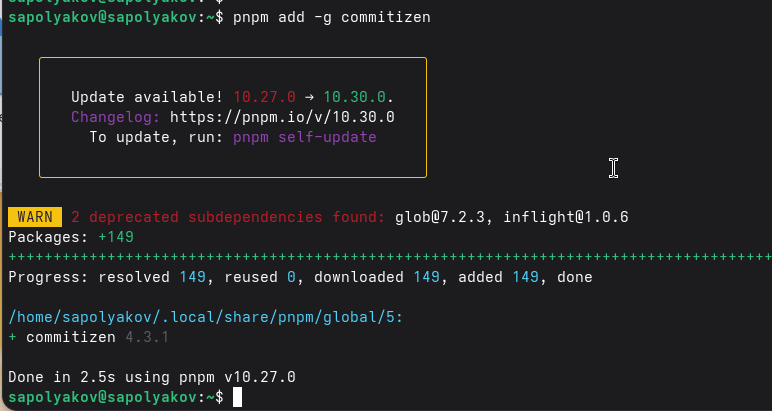 sapolyakov@sapolyakov:~$ pnpm add -g commitizen
Update available! 10.27.0 → 10.30.0.
Changelog: https://pnpm.io/v/10.30.0
To update, run: pnpm self-update
WARN 2 deprecated subdependencies found: glob@7.2.3, inflight@1.0.6
Packages: +149
++++++++++++++++++++++++++++++++++++++++++++++++++++++++++++++++++++++++++++++++++++
Progress: resolved 149, reused 0, downloaded 149, added 149, done
/home/sapolyakov/.local/share/pnpm/global/5:
+ commitizen 4.3.1
Done in 2.5s using pnpm v10.27.0
sapolyakov@sapolyakov:~$